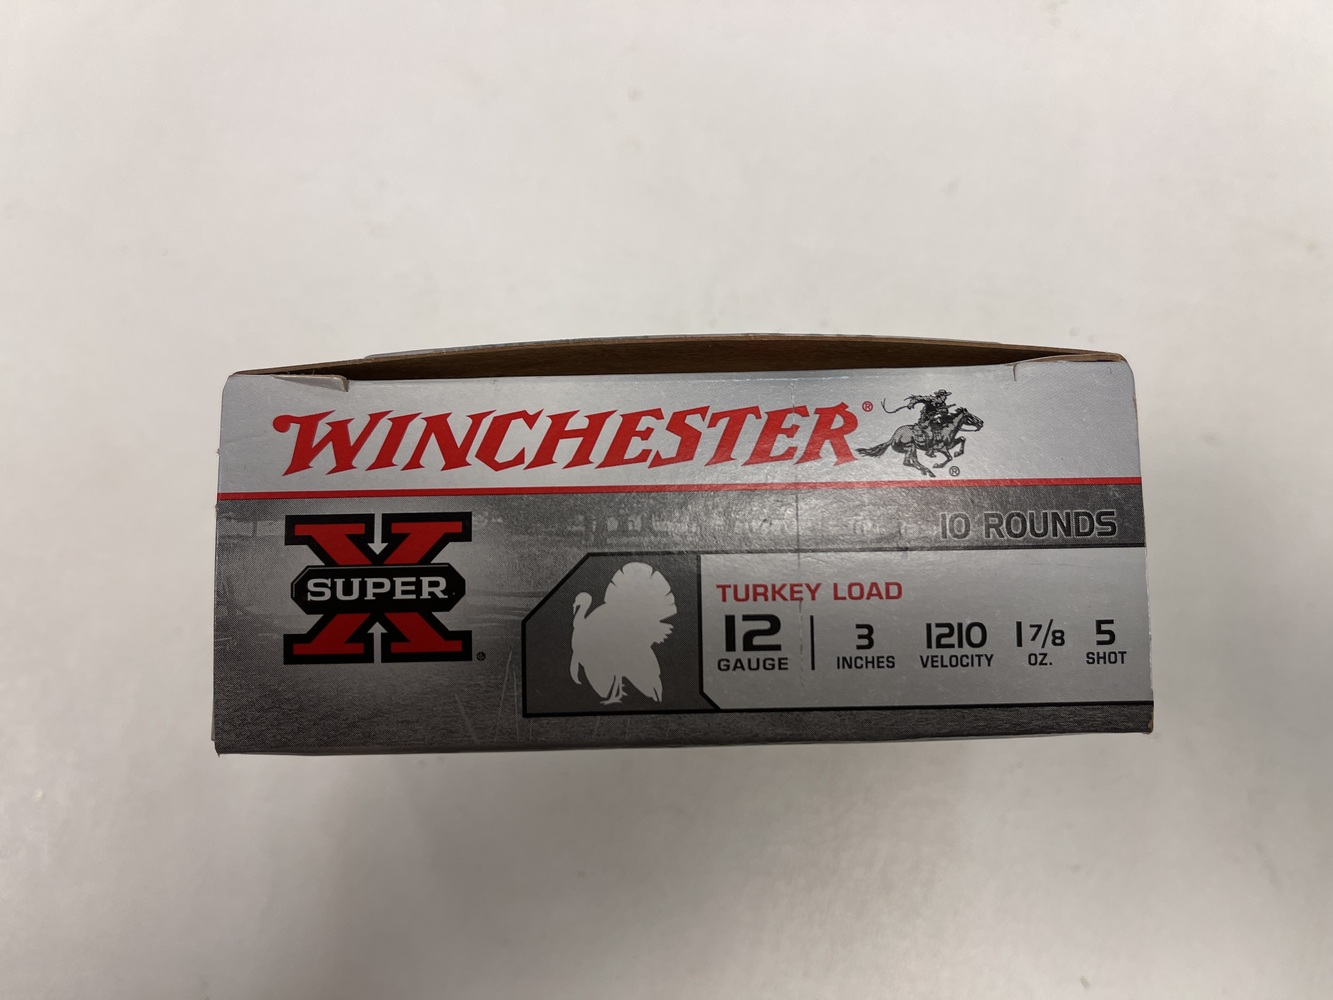 WINCHESTER®
®
10 ROUNDS
SUPER X®
TURKEY LOAD
12 GAUGE | 3 INCHES 1210 VELOCITY 1 7/8 OZ. 5 SHOT